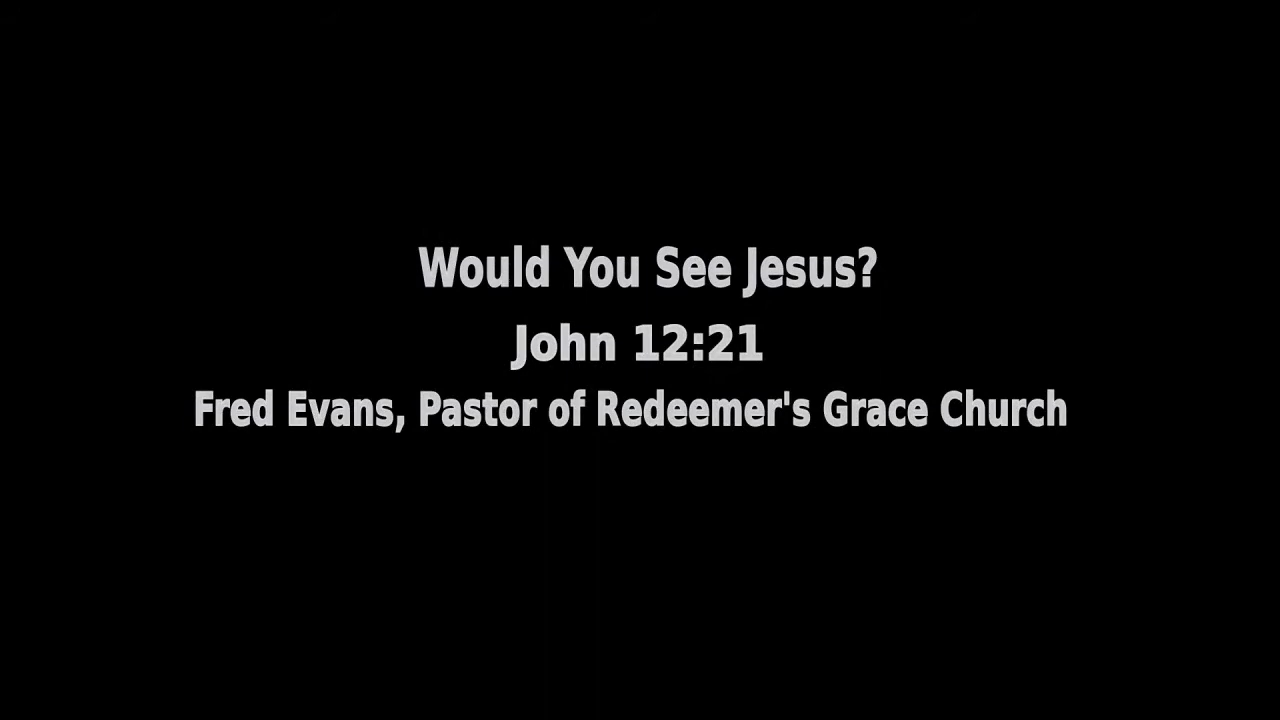 Would You See Jesus?
John 12:21
Fred Evans, Pastor of Redeemer's Grace Church